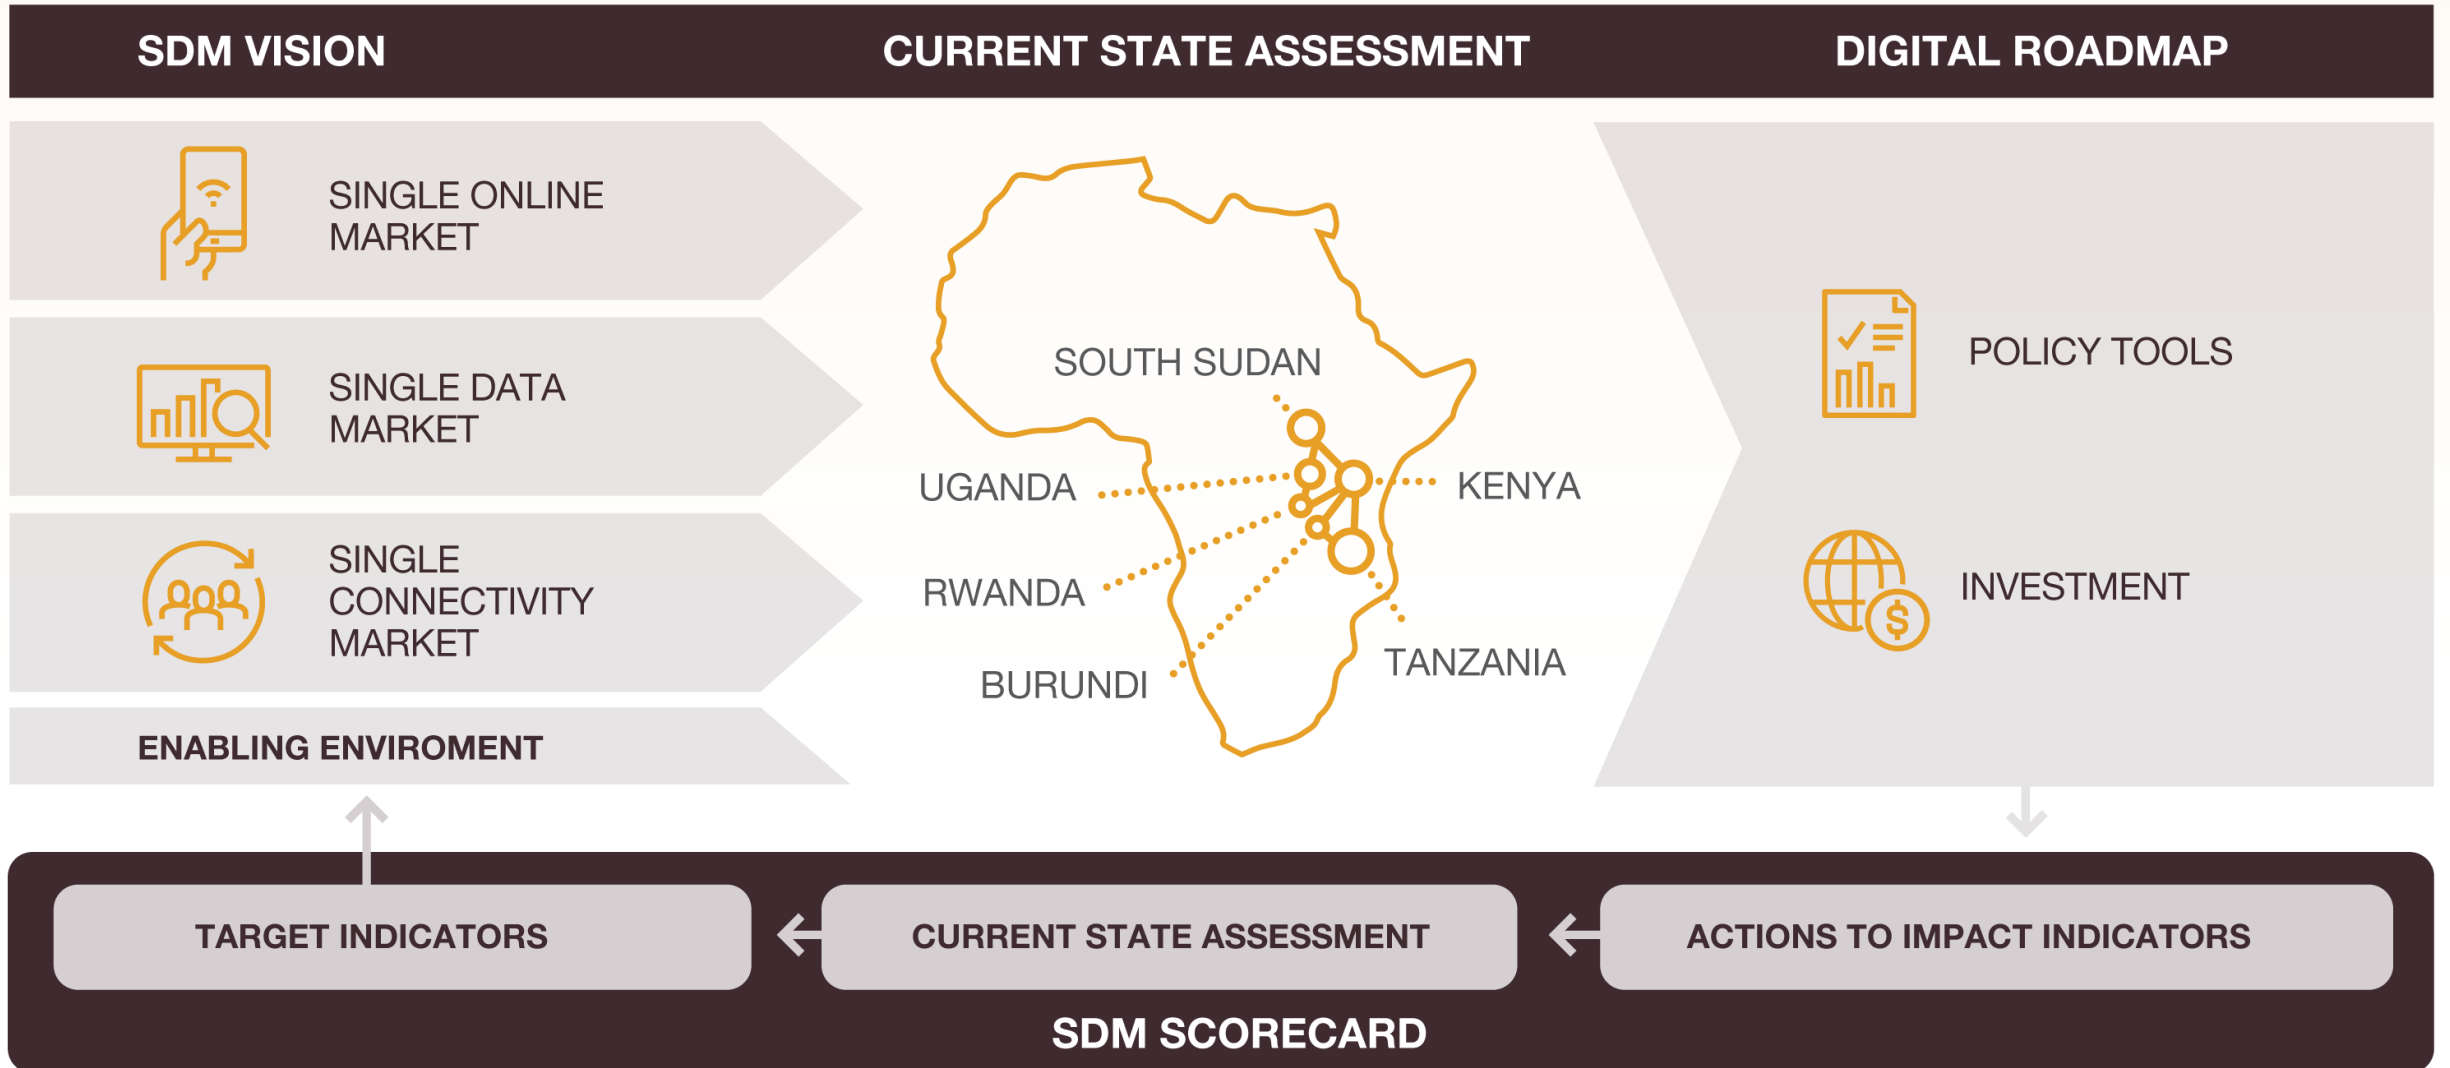 SDM VISION
CURRENT STATE ASSESSMENT
DIGITAL ROADMAP
SINGLE ONLINE
MARKET
SINGLE DATA
MARKET
SINGLE
CONNECTIVITY
MARKET
ENABLING ENVIROMENT
SOUTH SUDAN
UGANDA
KENYA
RWANDA
TANZANIA
BURUNDI
POLICY TOOLS
$
INVESTMENT
TARGET INDICATORS
CURRENT STATE ASSESSMENT
ACTIONS TO IMPACT INDICATORS
SDM SCORECARD